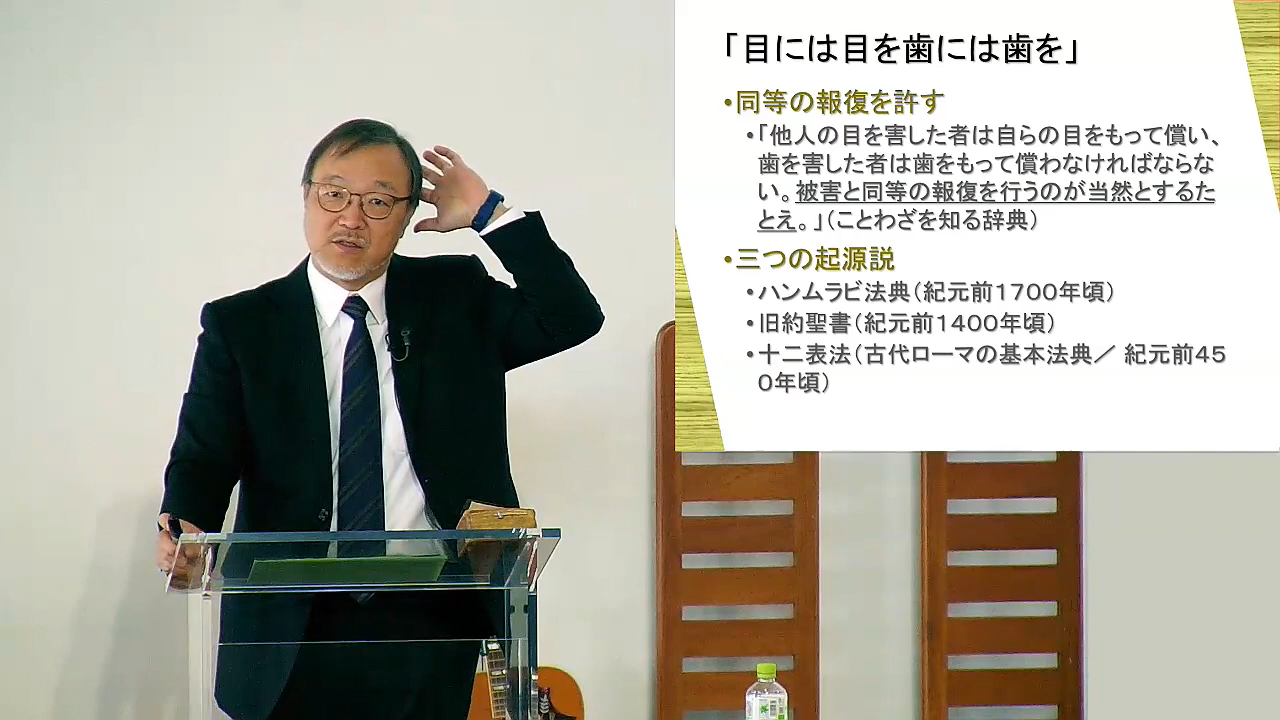 「目には目を歯には歯を」
•同等の報復を許す
•「他人の目を害した者は自らの目をもって償い、
歯を害した者は歯をもって償わなければならな
い。被害と同等の報復を行うのが当然とするた
とえ。」（ことわざを知る辞典）
•三つの起源説
•ハンムラビ法典（紀元前１７００年頃）
•旧約聖書（紀元前１４００年頃）
•十二表法（古代ローマの基本法典／ 紀元前４５
０年頃）